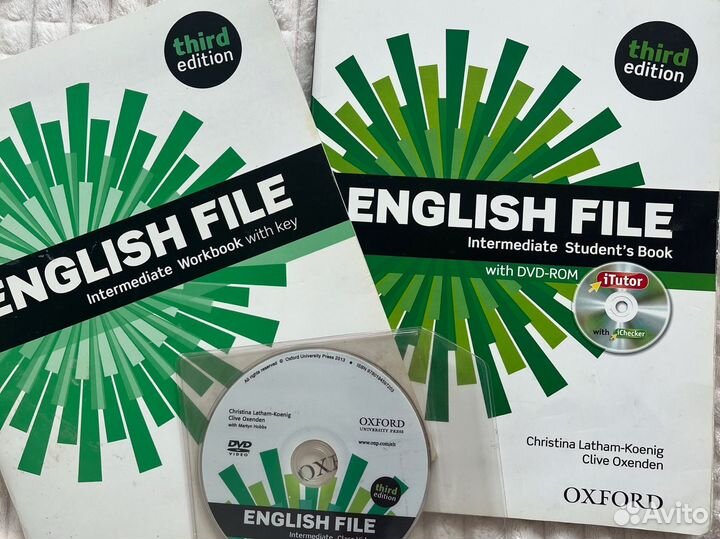 third
edition
ENGLISH FILE
Intermediate Workbook with key
third
edition
ENGLISH FILE
Intermediate Student's Book
with DVD-ROM
iTutor
with iChecker
Christina Latham-Koenig
Clive Oxenden
OXFORD
All rights reserved © Oxford University Press 2013
Christina Latham-Koenig
Clive Oxenden
with Martyn Hobbs
OXFORD
UNIVERSITY PRESS
DVD
VIDEO
www.oup.com/elt
OXFORD
third
edition
ENGLISH FILE
Intermediate
Avito